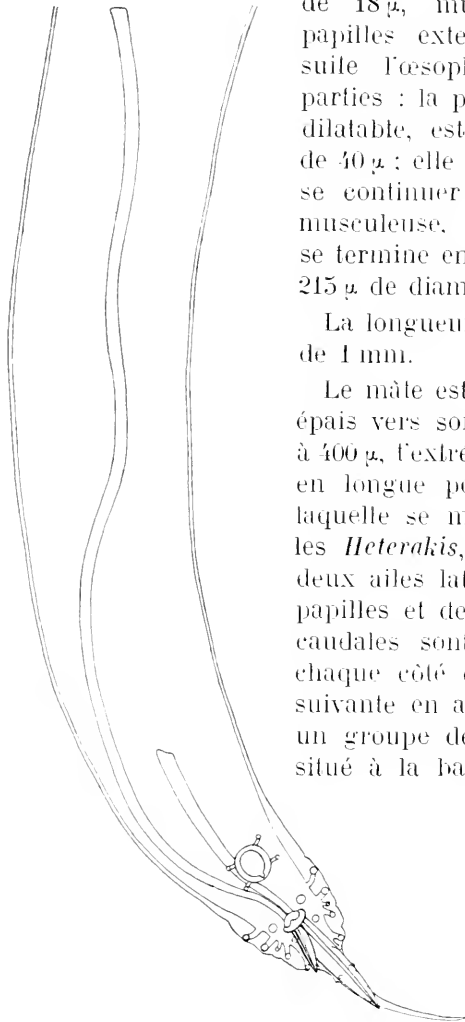 de 18 µ, mu
papilles exte
suite l'œsoph
parties : la p
dilatable, est
de 40 µ ; elle
se continuer
musculeuse,
se termine en
215 µ de diam
La longueu
de 1 mm.
Le mâle est
épais vers son
à 400 µ, l'extré
en longue po
laquelle se m
les Heterakis,
deux ailes lat
papilles et de
caudales sont
chaque côté d
suivante en a
un groupe de
situé à la ba